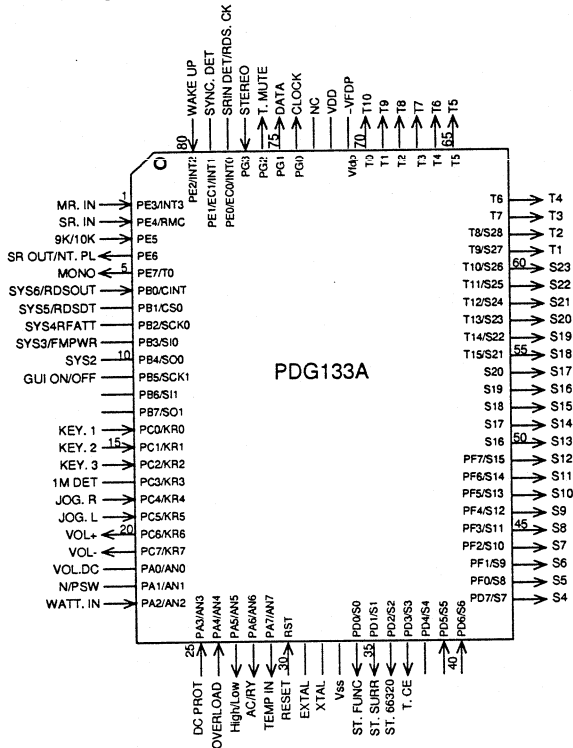 WAKE UP
SYNC. DET
SRIN DET/RDS. CK
STEREO
T. MUTE
DATA
CLOCK
NC
VDD
-VFDP
T10
T9
T8
T7
T6
T5
80
75
70
65
PE2/INT2
PE1/EC1/INT1
PE0/EC0/INT0
PG3
PG2
PG1
PGI0
Vfdp
T0
T1
T2
T3
T4
T5
MR. IN 1 PE3/INT3
SR. IN PE4/RMC
9K/10K PE5
SR OUT/NT. PL PE6
MONO 5 PE7/T0
SYS6/RDSOUT PB0/CINT
SYS5/RDSDT PB1/CS0
SYS4RFATT PB2/SCK0
SYS3/FMPWR PB3/SI0
SYS2 10 PB4/SO0
GUI ON/OFF PB5/SCK1
PB6/SI1
PB7/SO1
KEY. 1 PC0/KR0
KEY. 2 15 PC1/KR1
KEY. 3 PC2/KR2
1M DET PC3/KR3
JOG. R PC4/KR4
JOG. L PC5/KR5
VOL+ 20 PC6/KR6
VOL- PC7/KR7
VOL.DC PA0/AN0
N/PSW PA1/AN1
WATT. IN PA2/AN2
PDG133A
T6 T4
T7 T3
T8/S28 T2
T9/S27 T1
T10/S26 60 S23
T11/S25 S22
T12/S24 S21
T13/S23 S20
T14/S22 S19
T15/S21 55 S18
S20 S17
S19 S16
S18 S15
S17 S14
S16 50 S13
PF7/S15 S12
PF6/S14 S11
PF5/S13 S10
PF4/S12 S9
PF3/S11 45 S8
PF2/S10 S7
PF1/S9 S6
PF0/S8 S5
PD7/S7 S4
PA3/AN3
PA4/AN4
PA5/AN5
PA6/AN6
PA7/AN7
RST
PD0/S0
PD1/S1
PD2/S2
PD3/S3
PD4/S4
PD5/S5
PD6/S6
25
30
35
40
DC PROT
OVERLOAD
High/Low
AC/RY
TEMP IN
RESET
EXTAL
XTAL
Vss
ST. FUNC
ST. SURR
ST. 66320
T. CE